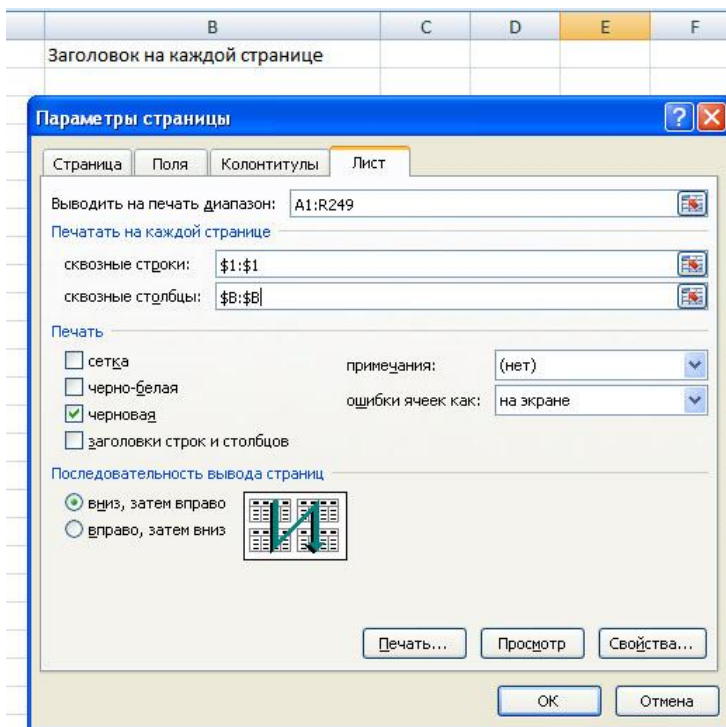 B C D E F
Заголовок на каждой странице
Параметры страницы ? X
Страница Поля Колонтитулы Лист
Выводить на печать диапазон: A1:R249
Печатать на каждой странице
сквозные строки: $1:$1
сквозные столбцы: $B:$B
Печать
сетка примечания: (нет)
черно-белая
ошибки ячеек как: на экране
черновая
заголовки строк и столбцов
Последовательность вывода страниц
вниз, затем вправо
вправо, затем вниз
Печать... Просмотр Свойства...
ОК Отмена